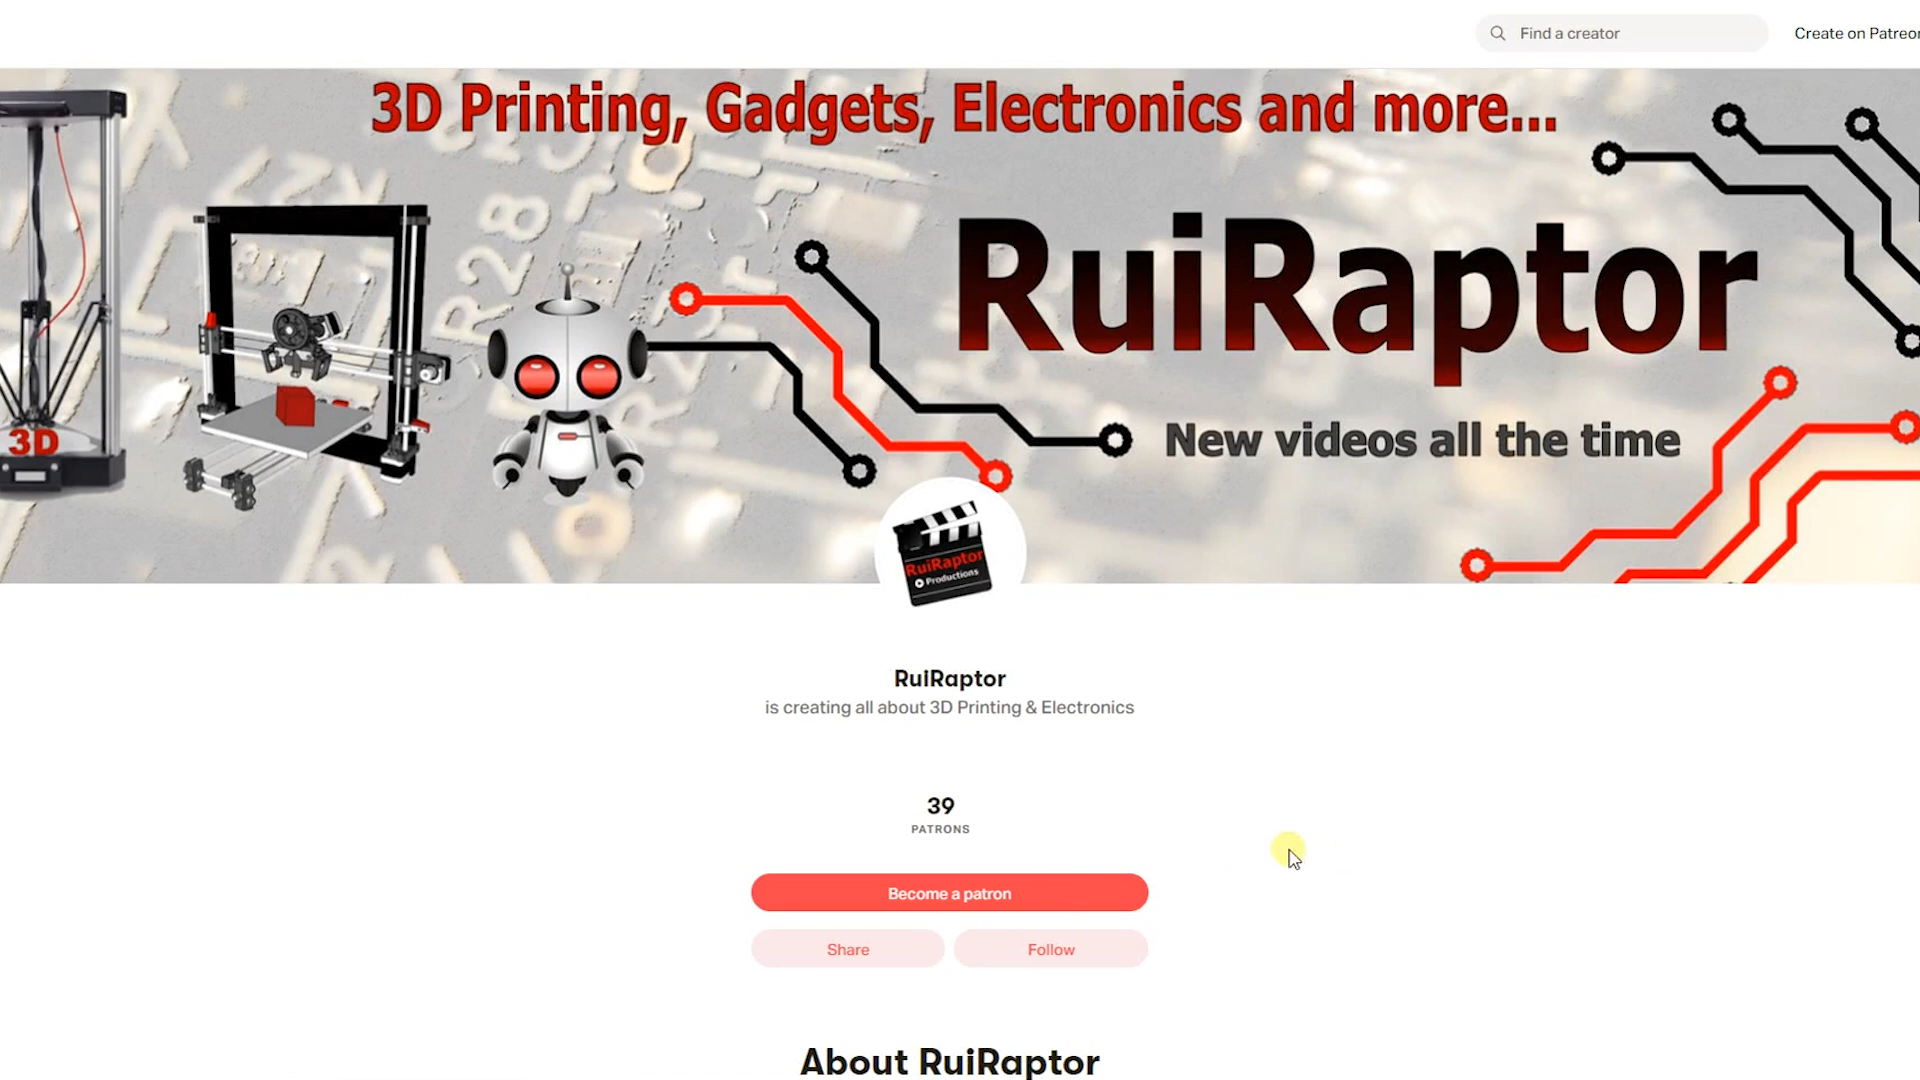 Find a creator
Create on Patreon
3D Printing, Gadgets, Electronics and more...
R28
RuiRaptor
New videos all the time
3D
RuiRaptor
Productions
RuiRaptor
is creating all about 3D Printing & Electronics
39
PATRONS
Become a patron
Share
Follow
About RuiRaptor